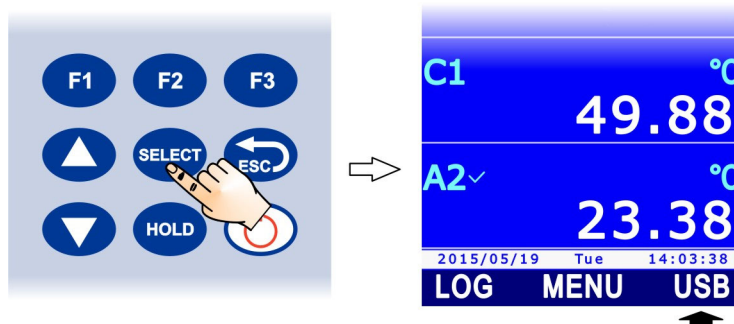 F1 F2 F3
SELECT ESC
HOLD
C1 °C
49.88
A2✓ °C
23.38
2015/05/19 Tue 14:03:38
LOG MENU USB